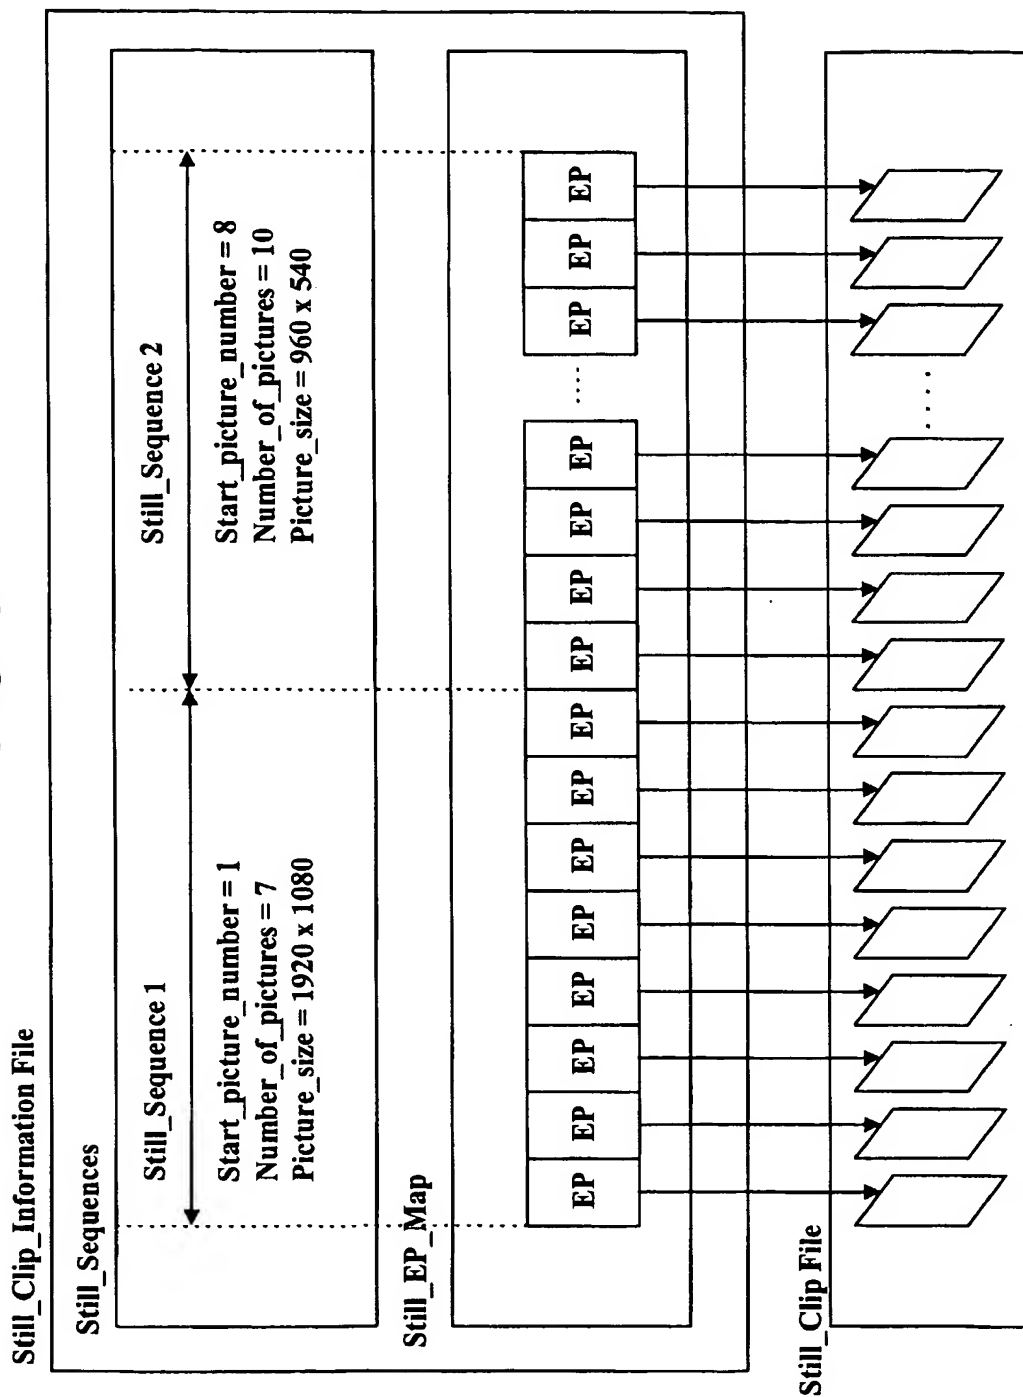 Still_Clip_Information File
Still_Sequences
Still_Sequence 1 Still_Sequence 2
Start_picture_number = 1 Start_picture_number = 8
Number_of_pictures = 7 Number_of_pictures = 10
Picture_size = 1920 x 1080 Picture_size = 960 x 540
Still_EP_Map
EP EP EP EP EP EP EP EP EP EP EP EP ..... EP EP EP
Still_Clip File